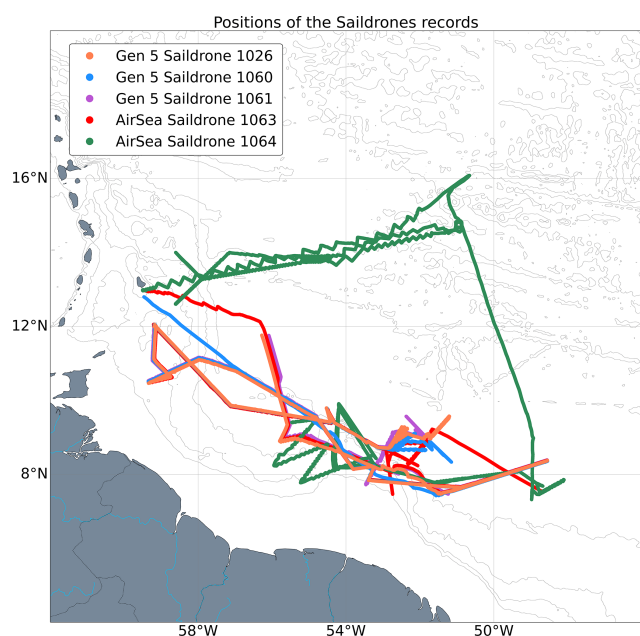 Positions of the Saildrones records
Gen 5 Saildrone 1026
Gen 5 Saildrone 1060
Gen 5 Saildrone 1061
AirSea Saildrone 1063
AirSea Saildrone 1064
16°N
12°N
8°N
58°W 54°W 50°W